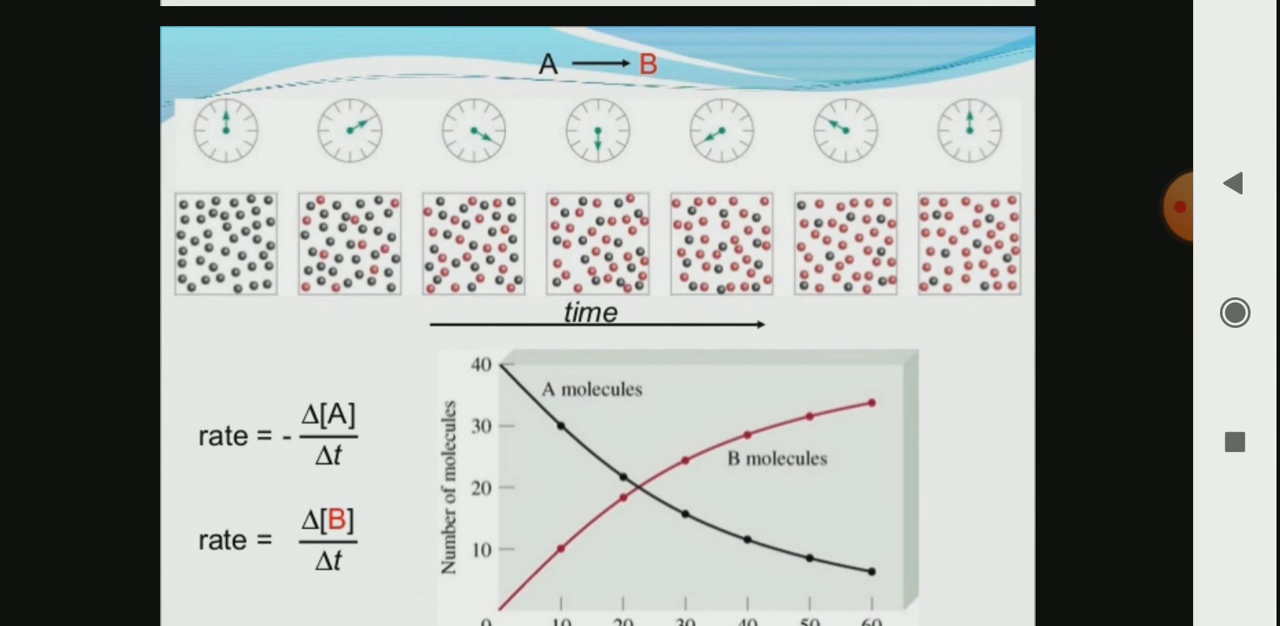 A → B
time
rate = - Δ[A]/Δt
rate = Δ[B]/Δt
Number of molecules
40
30
20
10
A molecules
B molecules
0 10 20 30 40 50 60